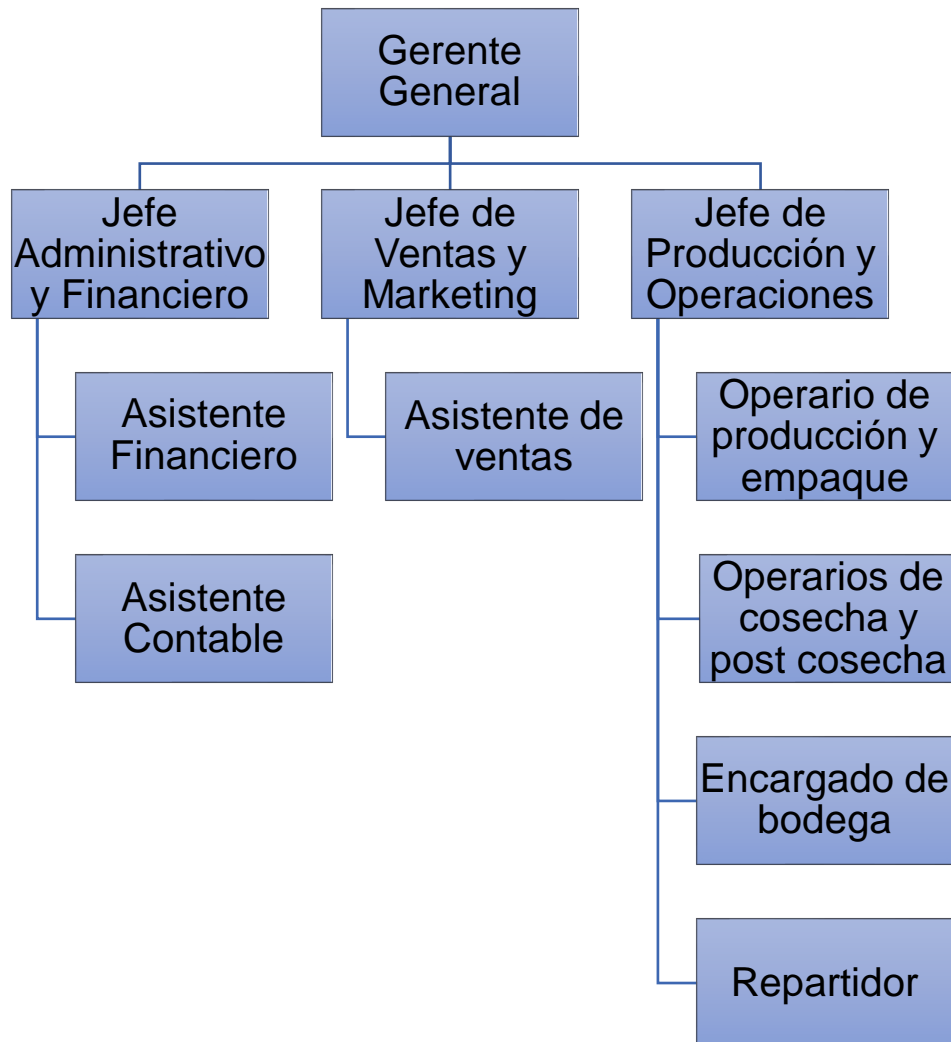 Gerente
General
Jefe
Administrativo
y Financiero
Jefe de
Ventas y
Marketing
Jefe de
Producción y
Operaciones
Asistente
Financiero
Asistente
Contable
Asistente de
ventas
Operario de
producción y
empaque
Operarios de
cosecha y
post cosecha
Encargado de
bodega
Repartidor